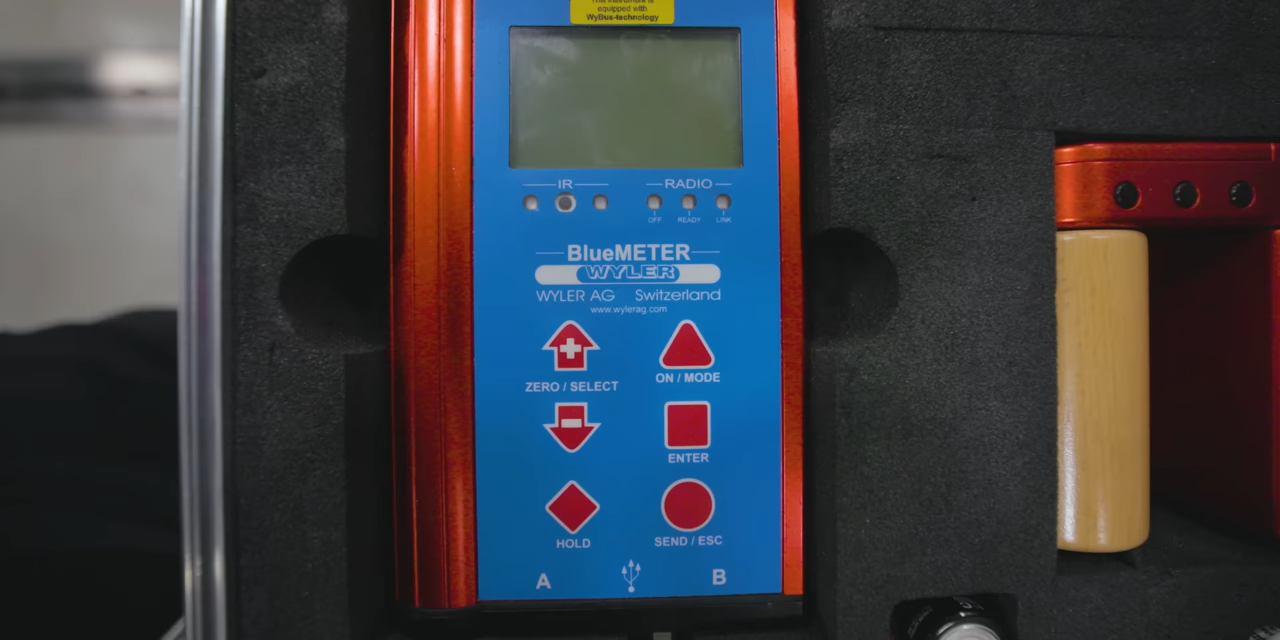 This instrument is
equipped with
WyBus-technology
IR
RADIO
OFF READY LINK
BlueMETER
WYLER
WYLER AG Switzerland
www.wylerag.com
ZERO / SELECT
ON / MODE
ENTER
HOLD
SEND / ESC
A
B